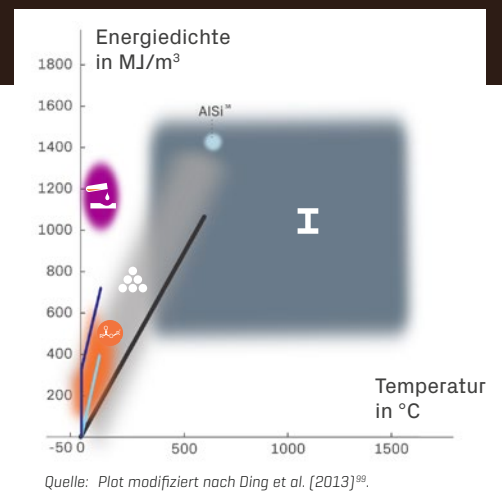 Energiedichte
in MJ/m³
1800
1600
AlSi³⁴
1400
1200
1000
800
600
400
200
Temperatur
in °C
-50 0 500 1000 1500
Quelle: Plot modifiziert nach Ding et al. (2013)⁹⁹.